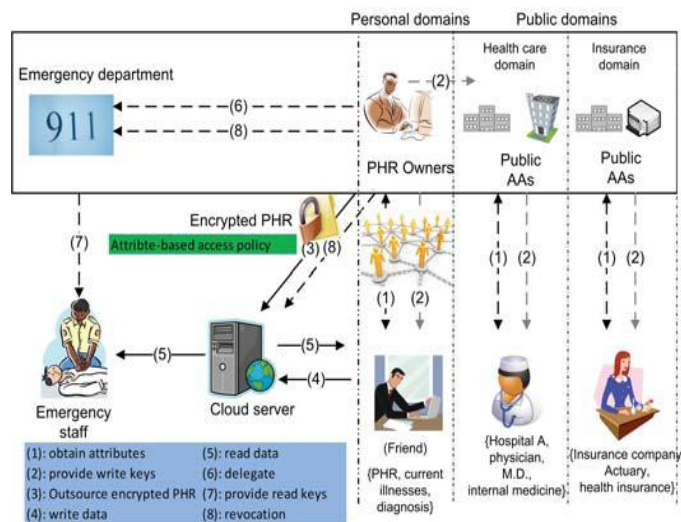 Personal domains
Public domains
Emergency department
911
(6)
(8)
(2)
PHR Owners
Health care
domain
Public
AAs
Insurance
domain
Public
AAs
Encrypted PHR
Attribte-based access policy
(3)
(8)
(7)
(1)
(2)
(1)
(2)
(1)
(2)
(5)
(5)
(4)
Emergency
staff
Cloud server
(Friend)
{PHR, current
illnesses,
diagnosis}
{Hospital A,
physician,
M.D.,
internal medicine}
{Insurance company,
Actuary,
health insurance}
(1): obtain attributes
(2): provide write keys
(3): Outsource encrypted PHR
(4): write data
(5): read data
(6): delegate
(7): provide read keys
(8): revocation